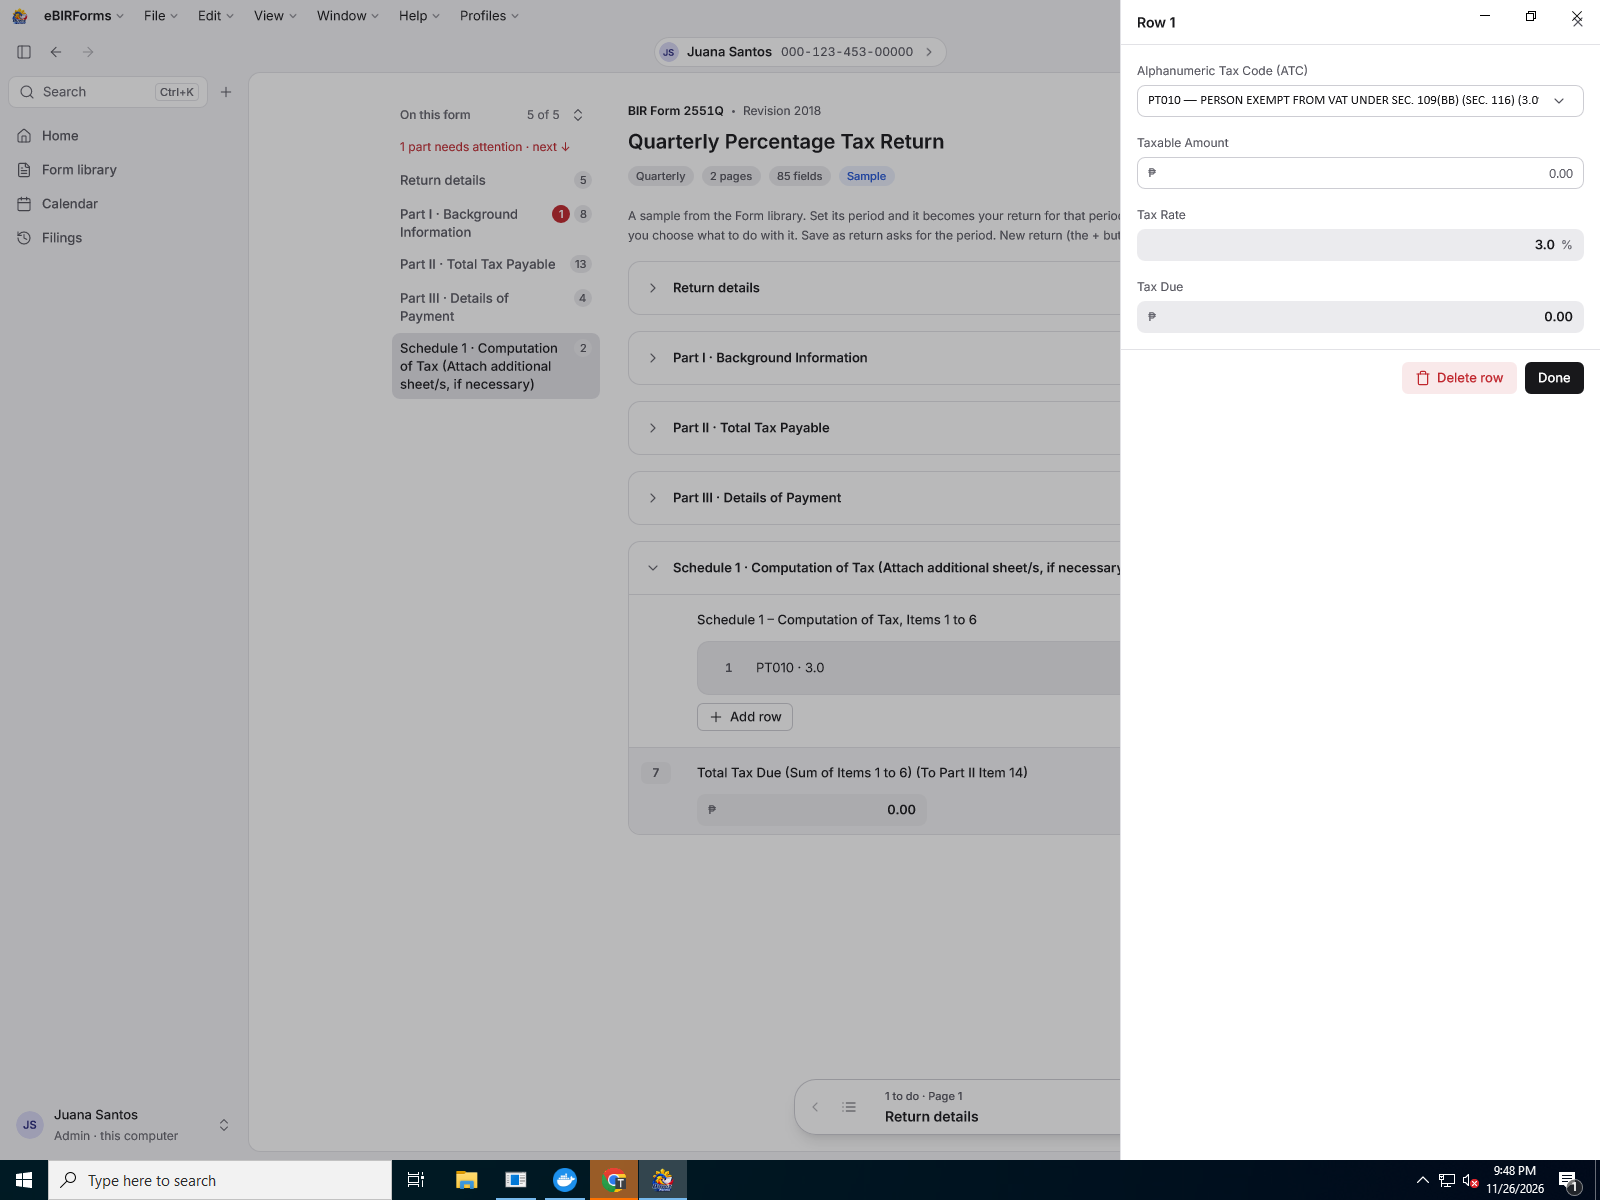 eBIRForms
File
Edit
View
Window
Help
Profiles
JS Juana Santos 000-123-453-00000
Search Ctrl+K
Home
Form library
Calendar
Filings
On this form 5 of 5
1 part needs attention · next ↓
Return details 5
Part I · Background Information 1 8
Part II · Total Tax Payable 13
Part III · Details of Payment 4
Schedule 1 · Computation of Tax (Attach additional sheet/s, if necessary) 2
BIR Form 2551Q · Revision 2018
Quarterly Percentage Tax Return
Quarterly
2 pages
85 fields
Sample
A sample from the Form library. Set its period and it becomes your return for that perio
you choose what to do with it. Save as return asks for the period. New return (the + but
Return details
Part I · Background Information
Part II · Total Tax Payable
Part III · Details of Payment
Schedule 1 · Computation of Tax (Attach additional sheet/s, if necessary
Schedule 1 – Computation of Tax, Items 1 to 6
1 PT010 · 3.0
+ Add row
7 Total Tax Due (Sum of Items 1 to 6) (To Part II Item 14)
₱ 0.00
1 to do · Page 1
Return details
Row 1
Alphanumeric Tax Code (ATC)
PT010 — PERSON EXEMPT FROM VAT UNDER SEC. 109(BB) (SEC. 116) (3.0
Taxable Amount
₱ 0.00
Tax Rate
3.0 %
Tax Due
₱ 0.00
Delete row
Done
JS
Juana Santos
Admin · this computer
Type here to search
T
9:48 PM
11/26/2026
1